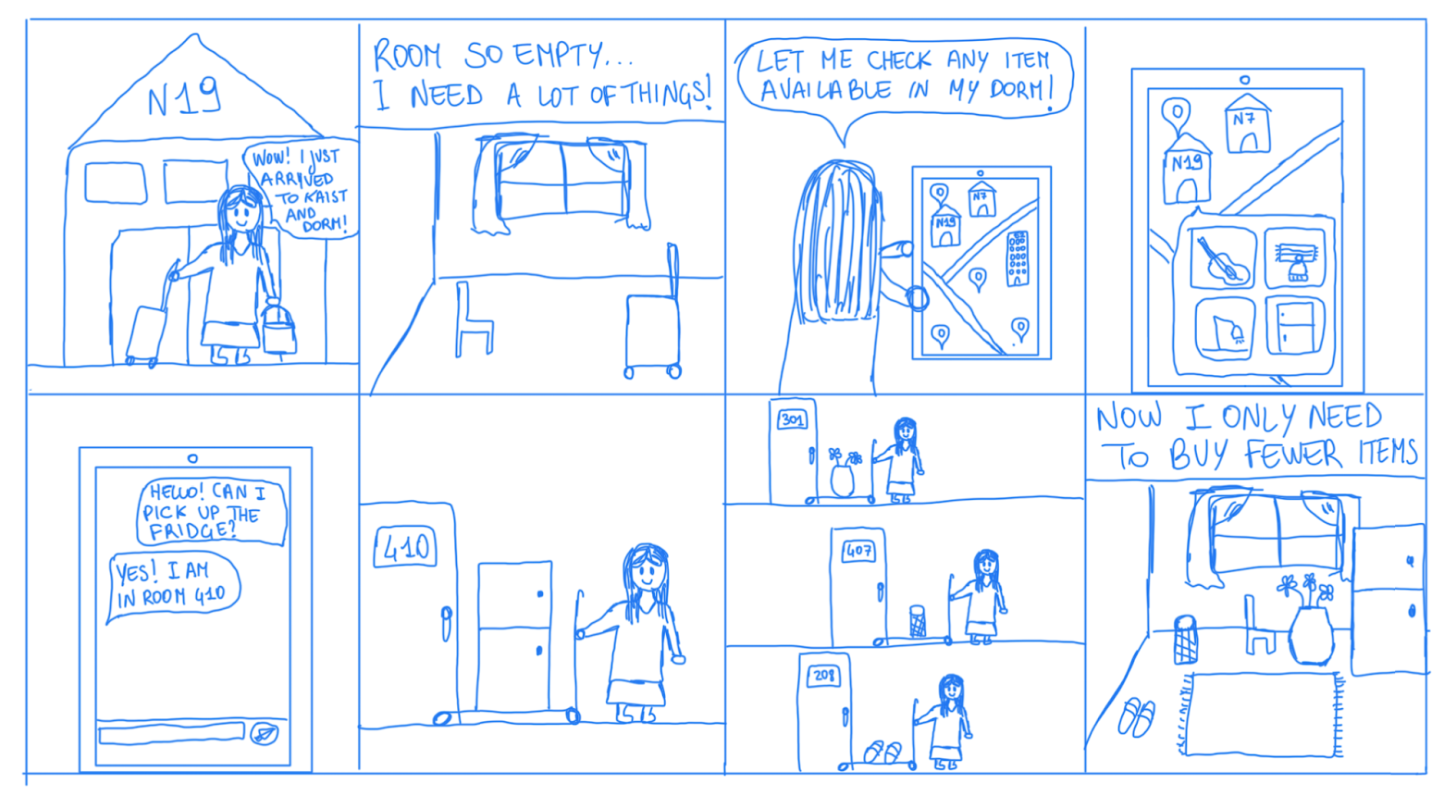 N19
WOW! I JUST
ARRIVED
TO KAIST
AND
DORM!
ROOM SO EMPTY...
I NEED A LOT OF THINGS!
LET ME CHECK ANY ITEM
AVAILABLE IN MY DORM!
N7
N19
N7
N19
HELLO! CAN I
PICK UP THE
FRIDGE?
YES! I AM
IN ROOM 410
410
301
407
208
NOW I ONLY NEED
TO BUY FEWER ITEMS